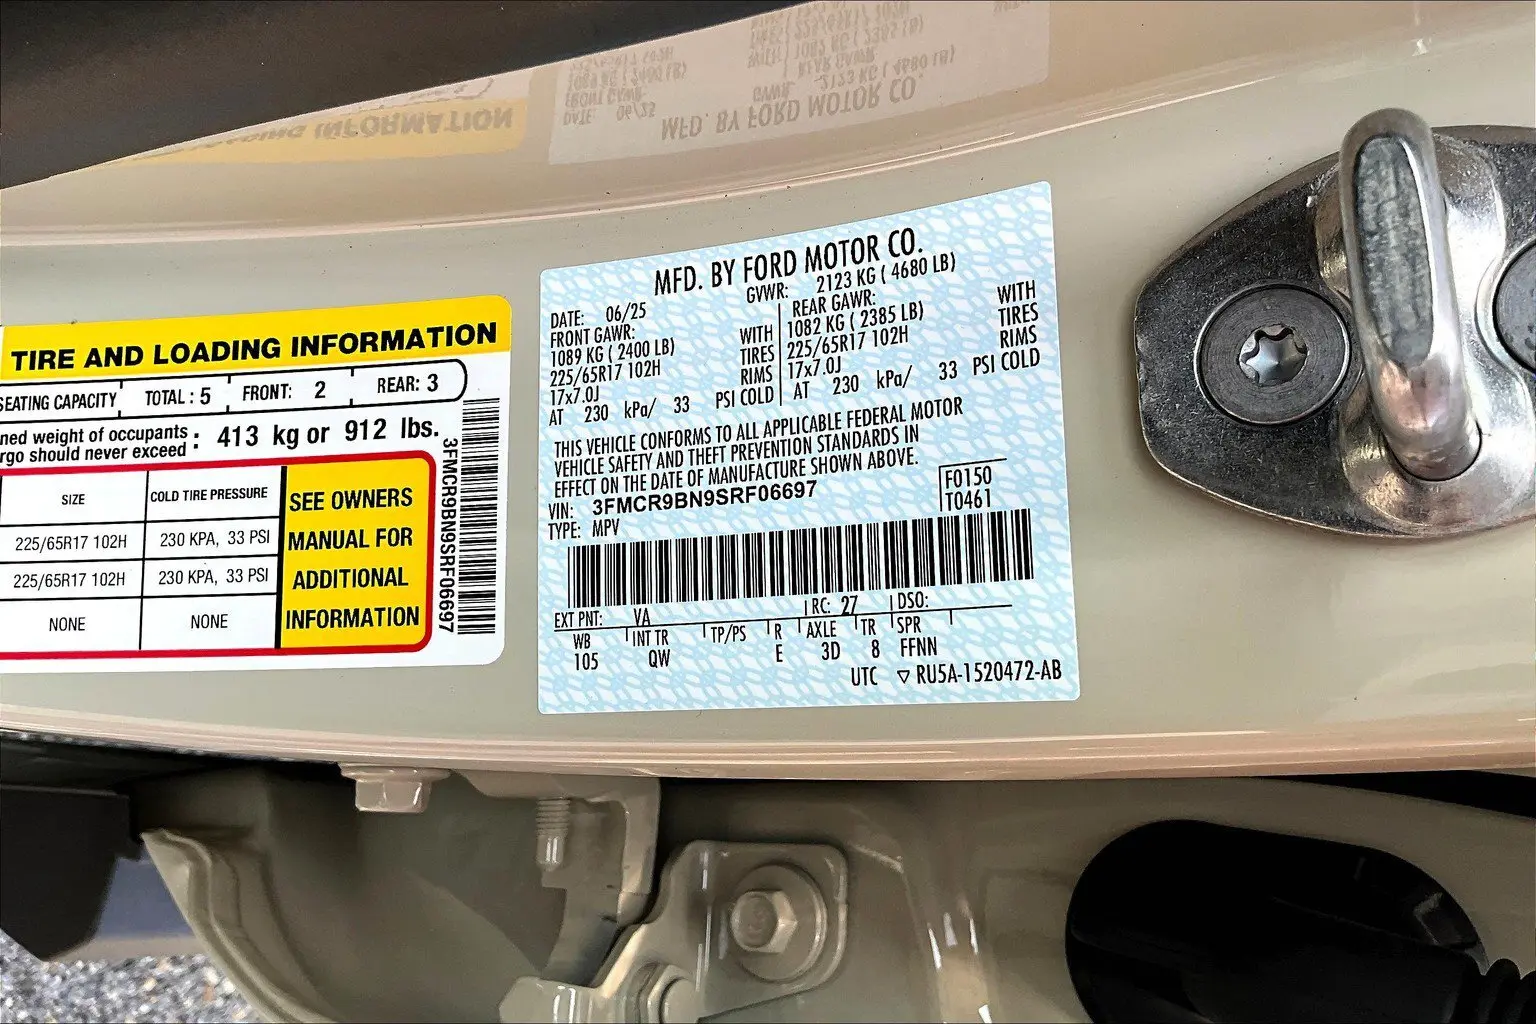 TIRE AND LOADING INFORMATION
SEATING CAPACITY TOTAL : 5 FRONT: 2 REAR: 3
weight of occupants
should never exceed : 413 kg or 912 lbs.
SIZE COLD TIRE PRESSURE
225/65R17 102H 230 KPA, 33 PSI
225/65R17 102H 230 KPA, 33 PSI
NONE NONE
SEE OWNERS
MANUAL FOR
ADDITIONAL
INFORMATION
3FMCR9BN9SRF06697
MFD. BY FORD MOTOR CO.
DATE: 06/25 GVWR: 2123 KG ( 4680 LB)
FRONT GAWR: WITH REAR GAWR: WITH
1089 KG ( 2400 LB) TIRES 1082 KG ( 2385 LB) TIRES
225/65R17 102H RIMS 225/65R17 102H RIMS
17x7.0J 17x7.0J
AT 230 kPa/ 33 PSI COLD AT 230 kPa/ 33 PSI COLD
THIS VEHICLE CONFORMS TO ALL APPLICABLE FEDERAL MOTOR
VEHICLE SAFETY AND THEFT PREVENTION STANDARDS IN
EFFECT ON THE DATE OF MANUFACTURE SHOWN ABOVE.
VIN: 3FMCR9BN9SRF06697 F0150
TYPE: MPV T0461
EXT PNT: VA RC: 27 DSO:
WB INT TR TP/PS R AXLE TR SPR
105 QW E 3D 8 FFNN
UTC ▽ RU5A-1520472-AB